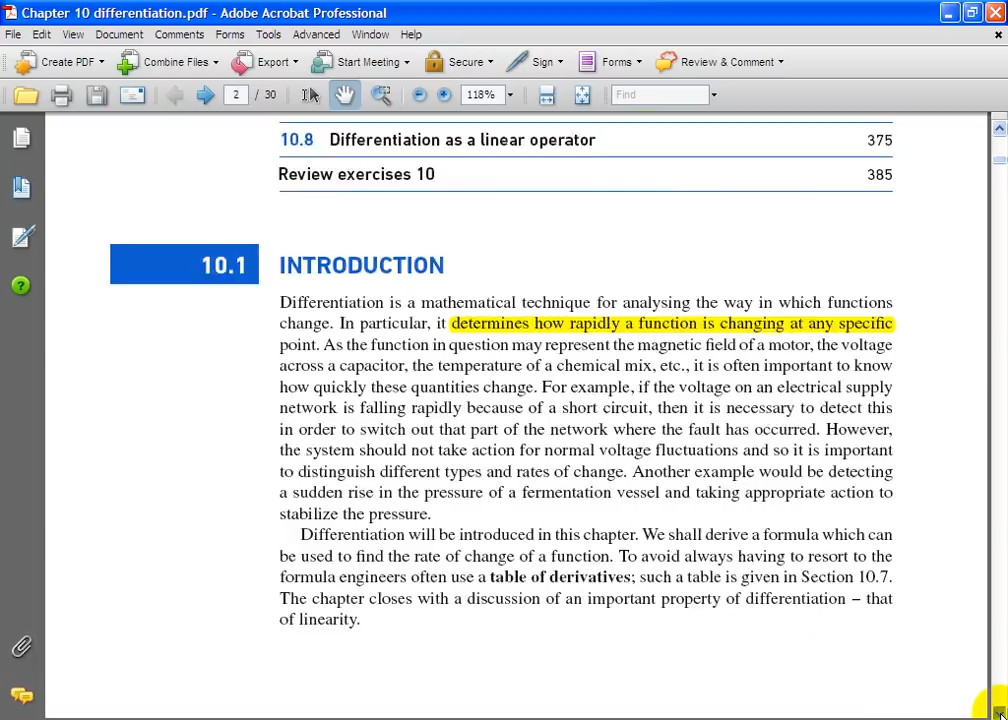 Chapter 10 differentiation.pdf - Adobe Acrobat Professional
File Edit View Document Comments Forms Tools Advanced Window Help
Create PDF Combine Files Export Start Meeting Secure Sign Forms Review & Comment
2 / 30 118% Find
10.8 Differentiation as a linear operator 375
Review exercises 10 385
10.1 INTRODUCTION
Differentiation is a mathematical technique for analysing the way in which functions
change. In particular, it determines how rapidly a function is changing at any specific
point. As the function in question may represent the magnetic field of a motor, the voltage
across a capacitor, the temperature of a chemical mix, etc., it is often important to know
how quickly these quantities change. For example, if the voltage on an electrical supply
network is falling rapidly because of a short circuit, then it is necessary to detect this
in order to switch out that part of the network where the fault has occurred. However,
the system should not take action for normal voltage fluctuations and so it is important
to distinguish different types and rates of change. Another example would be detecting
a sudden rise in the pressure of a fermentation vessel and taking appropriate action to
stabilize the pressure.
Differentiation will be introduced in this chapter. We shall derive a formula which can
be used to find the rate of change of a function. To avoid always having to resort to the
formula engineers often use a table of derivatives; such a table is given in Section 10.7.
The chapter closes with a discussion of an important property of differentiation – that
of linearity.